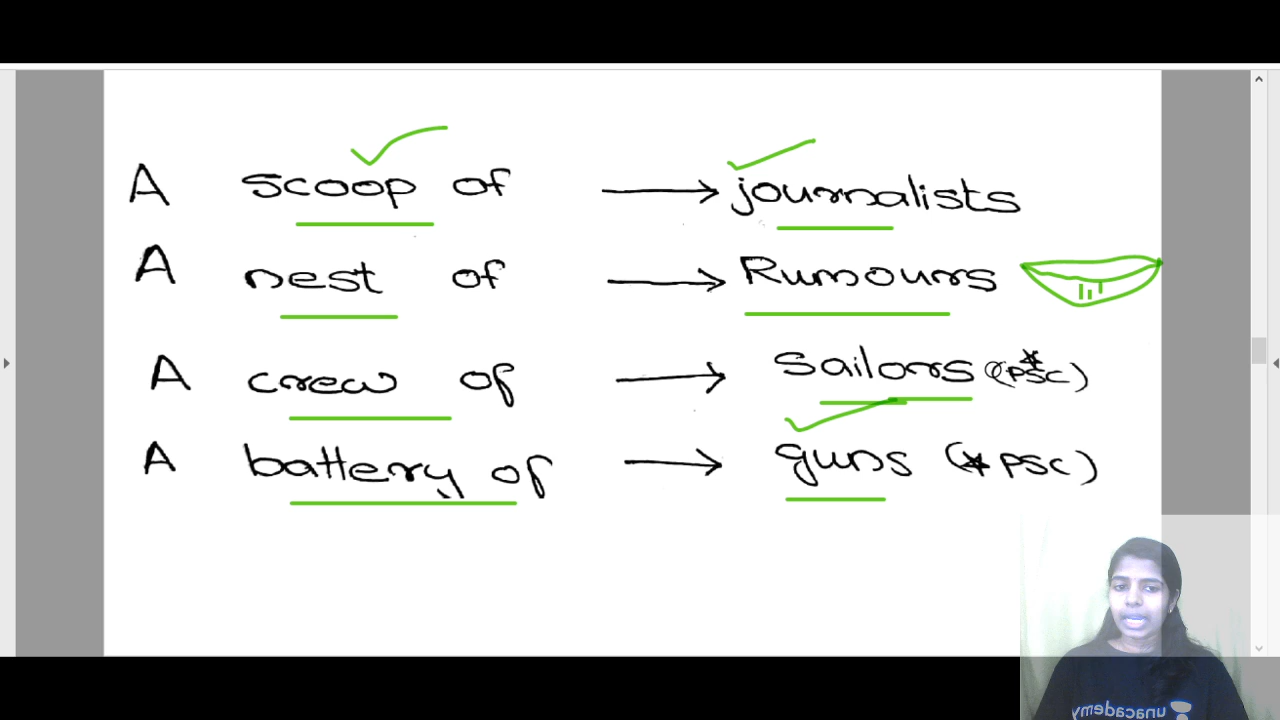 A scoop of → journalists
A nest of → Rumours
A crew of → Sailors (*PSC)
A battery of → guns (* PSC)
unacademy